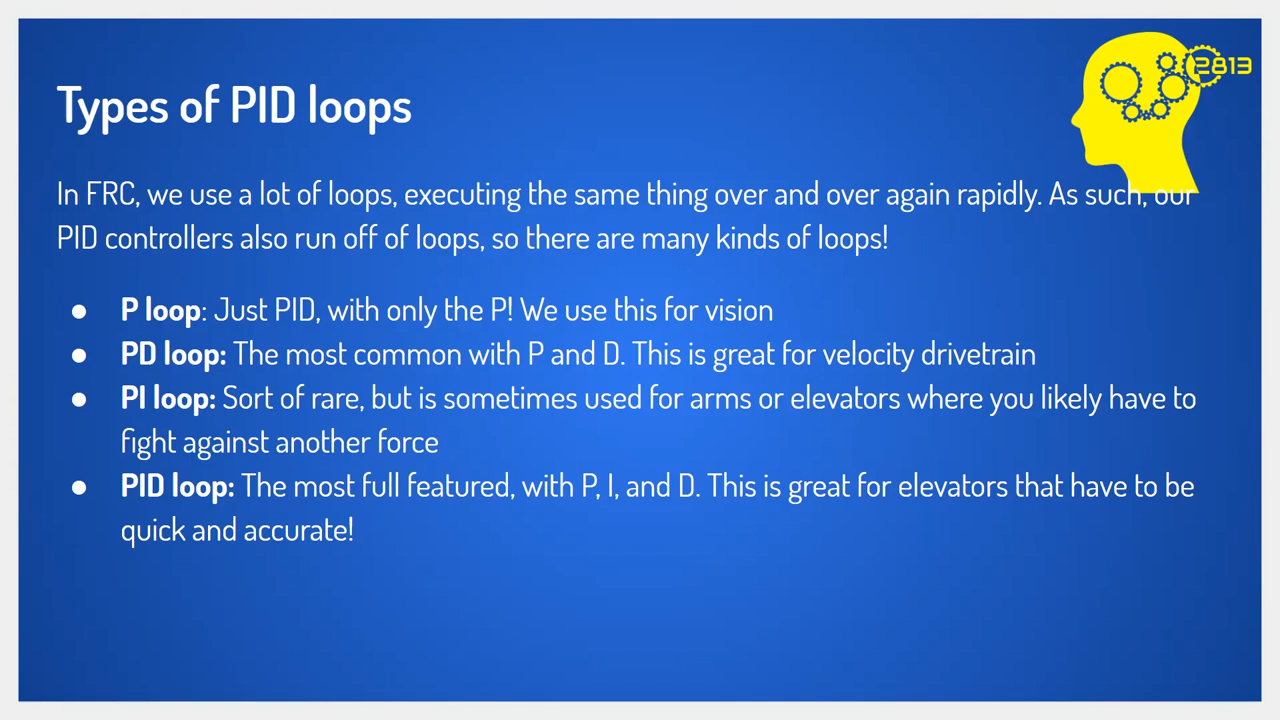 2813
Types of PID loops
In FRC, we use a lot of loops, executing the same thing over and over again rapidly. As such, our
PID controllers also run off of loops, so there are many kinds of loops!
● P loop: Just PID, with only the P! We use this for vision
● PD loop: The most common with P and D. This is great for velocity drivetrain
● PI loop: Sort of rare, but is sometimes used for arms or elevators where you likely have to
fight against another force
● PID loop: The most full featured, with P, I, and D. This is great for elevators that have to be
quick and accurate!